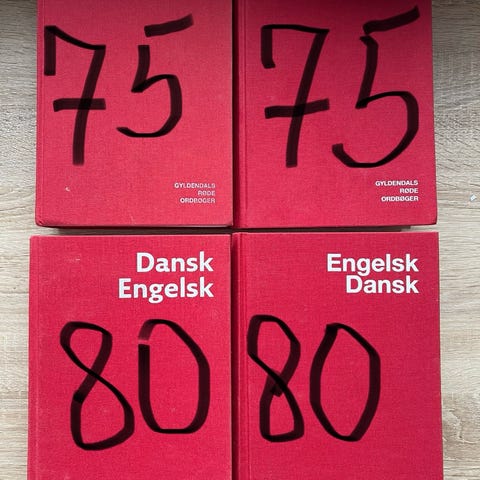 75
GYLDENDALS
RØDE
ORDBØGER
75
GYLDENDALS
RØDE
ORDBØGER
Dansk
Engelsk
80
Engelsk
Dansk
80